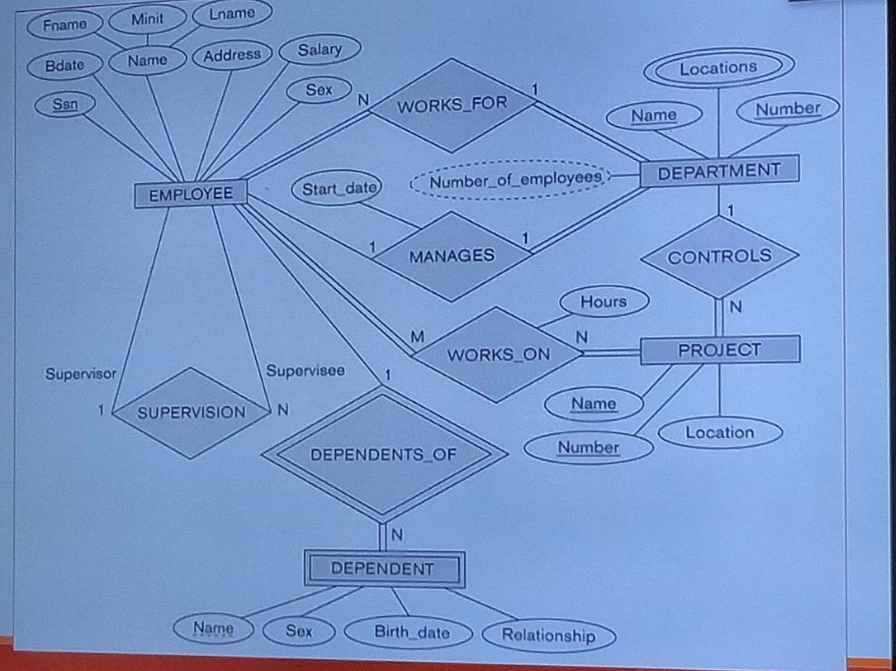 Fname
Minit
Lname
Bdate
Name
Address
Salary
Ssn
Sex
N
WORKS_FOR
1
Locations
Name
Number
EMPLOYEE
Start_date
Number_of_employees
DEPARTMENT
1
MANAGES
1
1
CONTROLS
N
Hours
M
WORKS_ON
N
PROJECT
Supervisor
Supervisee
1
SUPERVISION
N
1
Name
Number
Location
DEPENDENTS_OF
N
DEPENDENT
Name
Sex
Birth_date
Relationship